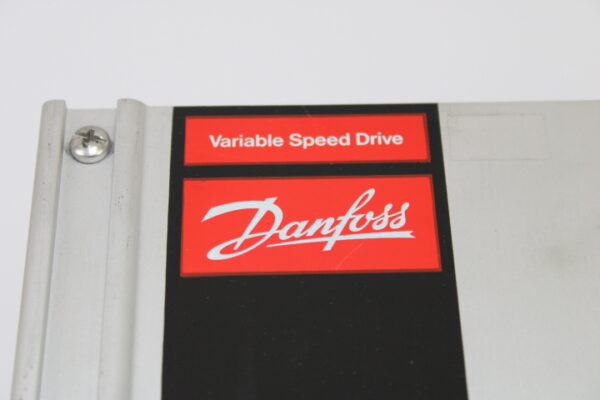 Variable Speed Drive
Danfoss